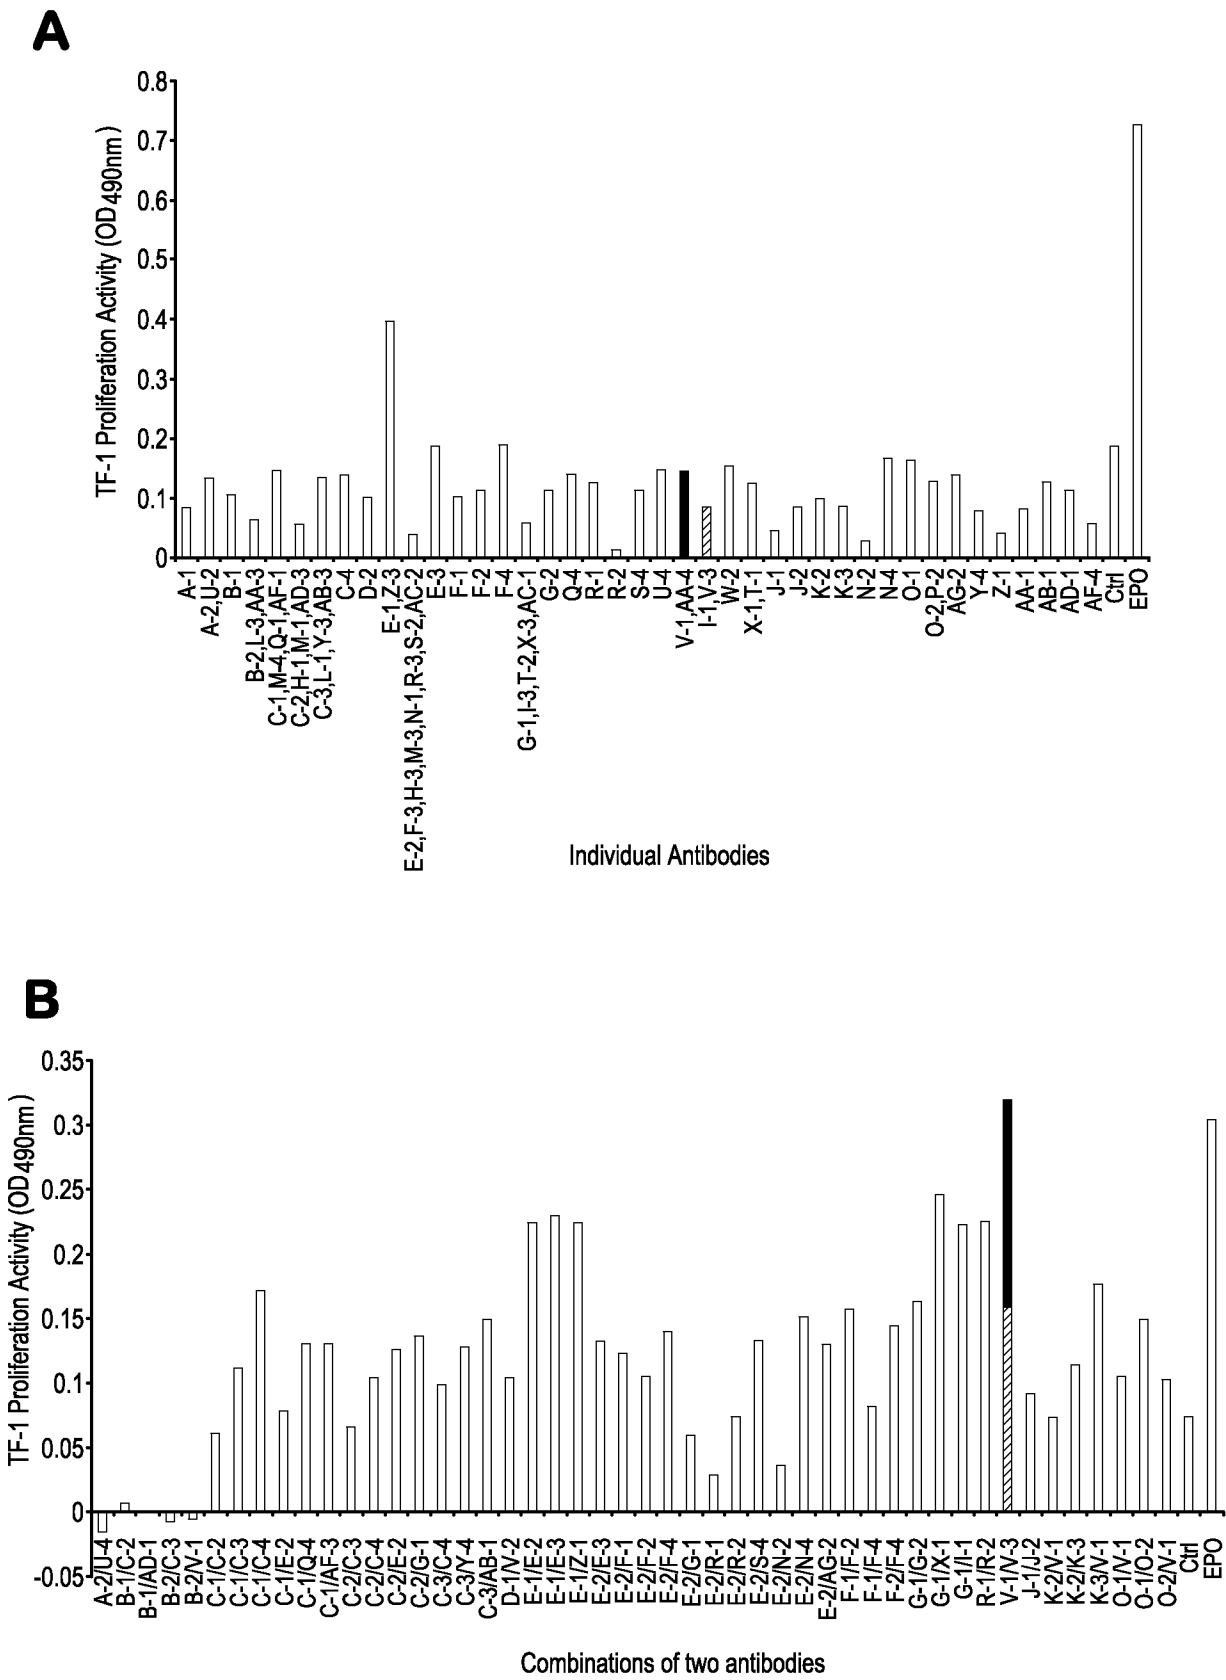 A
TF-1 Proliferation Activity (OD490nm)
0.8
0.7
0.6
0.5
0.4
0.3
0.2
0.1
0
A-1
A-2,U-2
B-1
B-2,L-3,AA-3
C-1,M-4,Q-1,AF-1
C-2,H-1,M-1,AD-3
C-3,L-1,Y-3,AB-3
C-4
D-2
E-1,Z-3
E-2,F-3,H-3,M-3,N-1,R-3,S-2,AC-2
E-3
F-1
F-2
F-4
G-1,I-3,T-2,X-3,AC-1
G-2
Q-4
R-1
R-2
S-4
U-4
V-1,AA-4
I-1,V-3
W-2
X-1,T-1
J-1
J-2
K-2
K-3
N-2
N-4
O-1
O-2,P-2
AG-2
Y-4
Z-1
AA-1
AB-1
AD-1
AF-4
Ctrl
EPO
Individual Antibodies
B
TF-1 Proliferation Activity (OD490nm)
0.35
0.3
0.25
0.2
0.15
0.1
0.05
0
-0.05
A-2/U-4
B-1/C-2
B-1/AD-1
B-2/C-3
B-2/V-1
C-1/C-2
C-1/C-3
C-1/C-4
C-1/E-2
C-1/Q-4
C-1/AF-3
C-2/C-3
C-2/C-4
C-2/E-2
C-2/G-1
C-3/C-4
C-3/Y-4
C-3/AB-1
D-1/V-2
E-1/E-2
E-1/E-3
E-1/Z-1
E-2/E-3
E-2/F-1
E-2/F-2
E-2/F-4
E-2/G-1
E-2/R-1
E-2/R-2
E-2/S-4
E-2/N-2
E-2/N-4
E-2/AG-2
F-1/F-2
F-1/F-4
F-2/F-4
G-1/G-2
G-1/X-1
G-1/I-1
R-1/R-2
V-1/V-3
J-1/J-2
K-2/V-1
K-2/K-3
K-3/V-1
O-1/V-1
O-1/O-2
O-2/V-1
Ctrl
EPO
Combinations of two antibodies